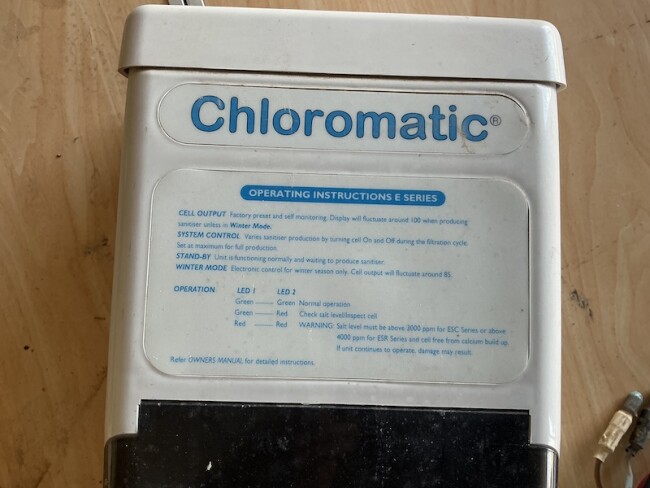 Chloromatic®
OPERATING INSTRUCTIONS E SERIES
CELL OUTPUT Factory preset and self monitoring. Display will fluctuate around 100 when producing
sanitiser unless in Winter Mode.
SYSTEM CONTROL Varies sanitiser production by turning cell On and Off during the filtration cycle.
Set at maximum for full production.
STAND-BY Unit is functioning normally and waiting to produce sanitiser.
WINTER MODE Electronic control for winter season only. Cell output will fluctuate around 85.
OPERATION LED 1 LED 2
Green —— Green Normal operation
Green —— Red Check salt level/inspect cell
Red —— Red WARNING: Salt level must be above 3000 ppm for ESC Series or above
4000 ppm for ESR Series and cell free from calcium build up.
If unit continues to operate, damage may result.
Refer OWNERS MANUAL for detailed instructions.